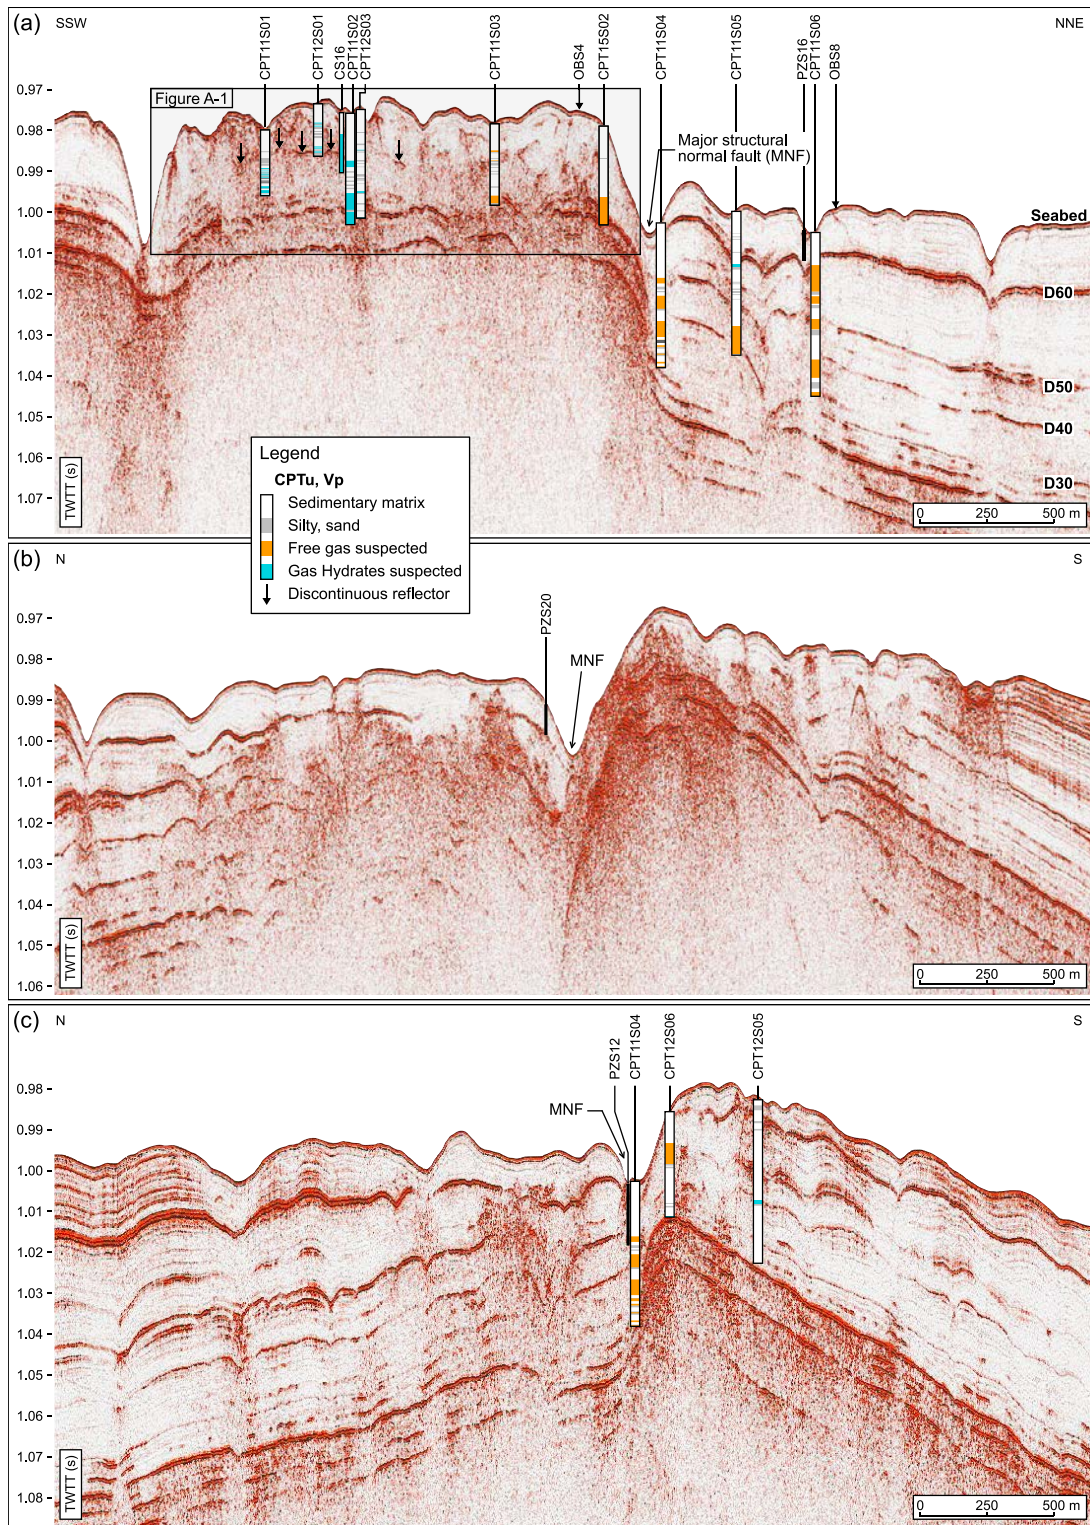 (a)
SSW
NNE
CPT11S01
CPT12S01
CS16
CPT11S02
CPT12S03
CPT11S03
OBS4
CPT15S02
CPT11S04
CPT11S05
PZS16
CPT11S06
OBS8
Figure A-1
Major structural
normal fault (MNF)
0.97
0.98
0.99
1.00
1.01
1.02
1.03
1.04
1.05
1.06
1.07
TWTT (s)
Seabed
D60
D50
D40
D30
0 250 500 m
Legend
CPTu, Vp
Sedimentary matrix
Silty, sand
Free gas suspected
Gas Hydrates suspected
Discontinuous reflector
(b)
N
S
PZS20
MNF
0.97
0.98
0.99
1.00
1.01
1.02
1.03
1.04
1.05
1.06
TWTT (s)
0 250 500 m
(c)
N
S
PZS12
CPT11S04
CPT12S06
CPT12S05
MNF
0.98
0.99
1.00
1.01
1.02
1.03
1.04
1.05
1.06
1.07
1.08
TWTT (s)
0 250 500 m